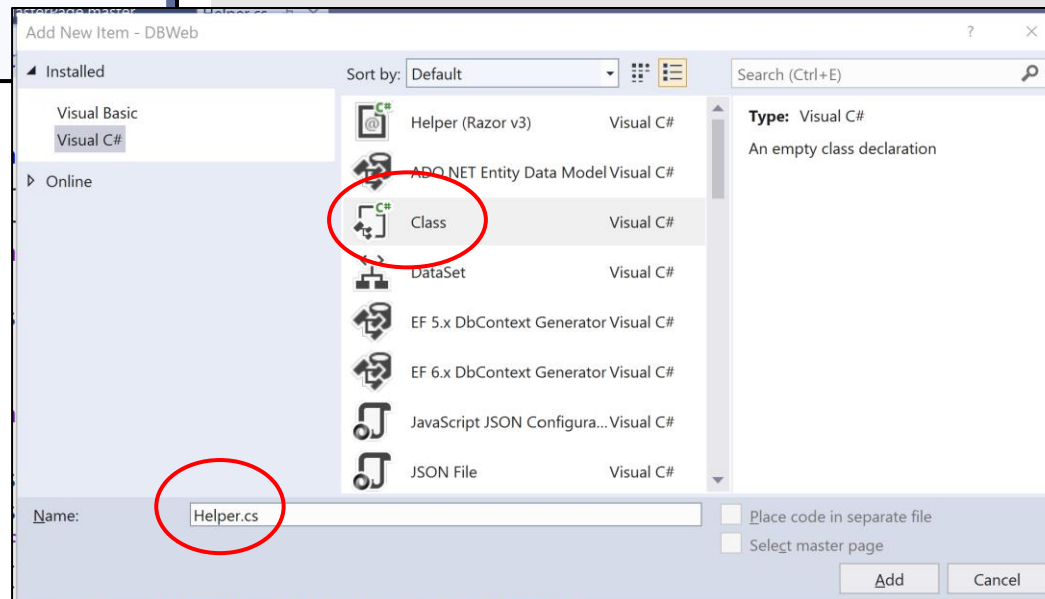 Helper.cs
Add New Item - DBWeb ? ×
Installed
Visual Basic
Visual C#
Online
Sort by: Default
Search (Ctrl+E)
Helper (Razor v3) Visual C#
ADO.NET Entity Data Model Visual C#
Class Visual C#
DataSet Visual C#
EF 5.x DbContext Generator Visual C#
EF 6.x DbContext Generator Visual C#
JavaScript JSON Configura... Visual C#
JSON File Visual C#
Type: Visual C#
An empty class declaration
Name: Helper.cs
Place code in separate file
Select master page
Add Cancel